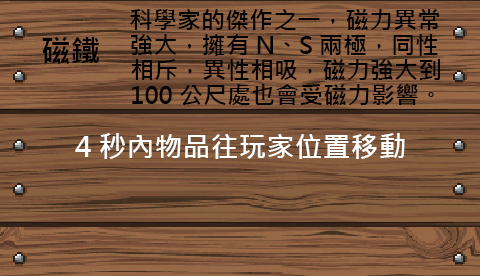 磁鐵
科學家的傑作之一，磁力異常
強大，擁有 N、S 兩極，同性
相斥，異性相吸，磁力強大到
100 公尺處也會受磁力影響。
4 秒內物品往玩家位置移動